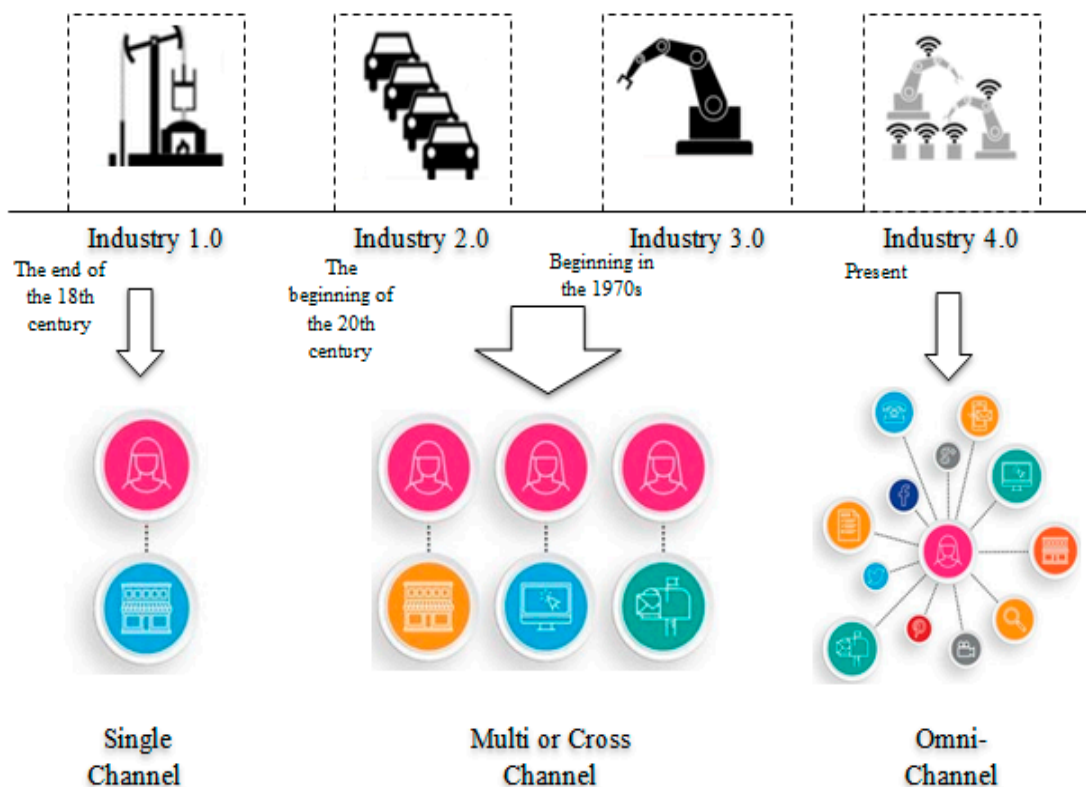 Industry 1.0
Industry 2.0
Industry 3.0
Industry 4.0
The end of
the 18th
century
The
beginning of
the 20th
century
Beginning in
the 1970s
Present
g+
f
Single
Channel
Multi or Cross
Channel
Omni-
Channel